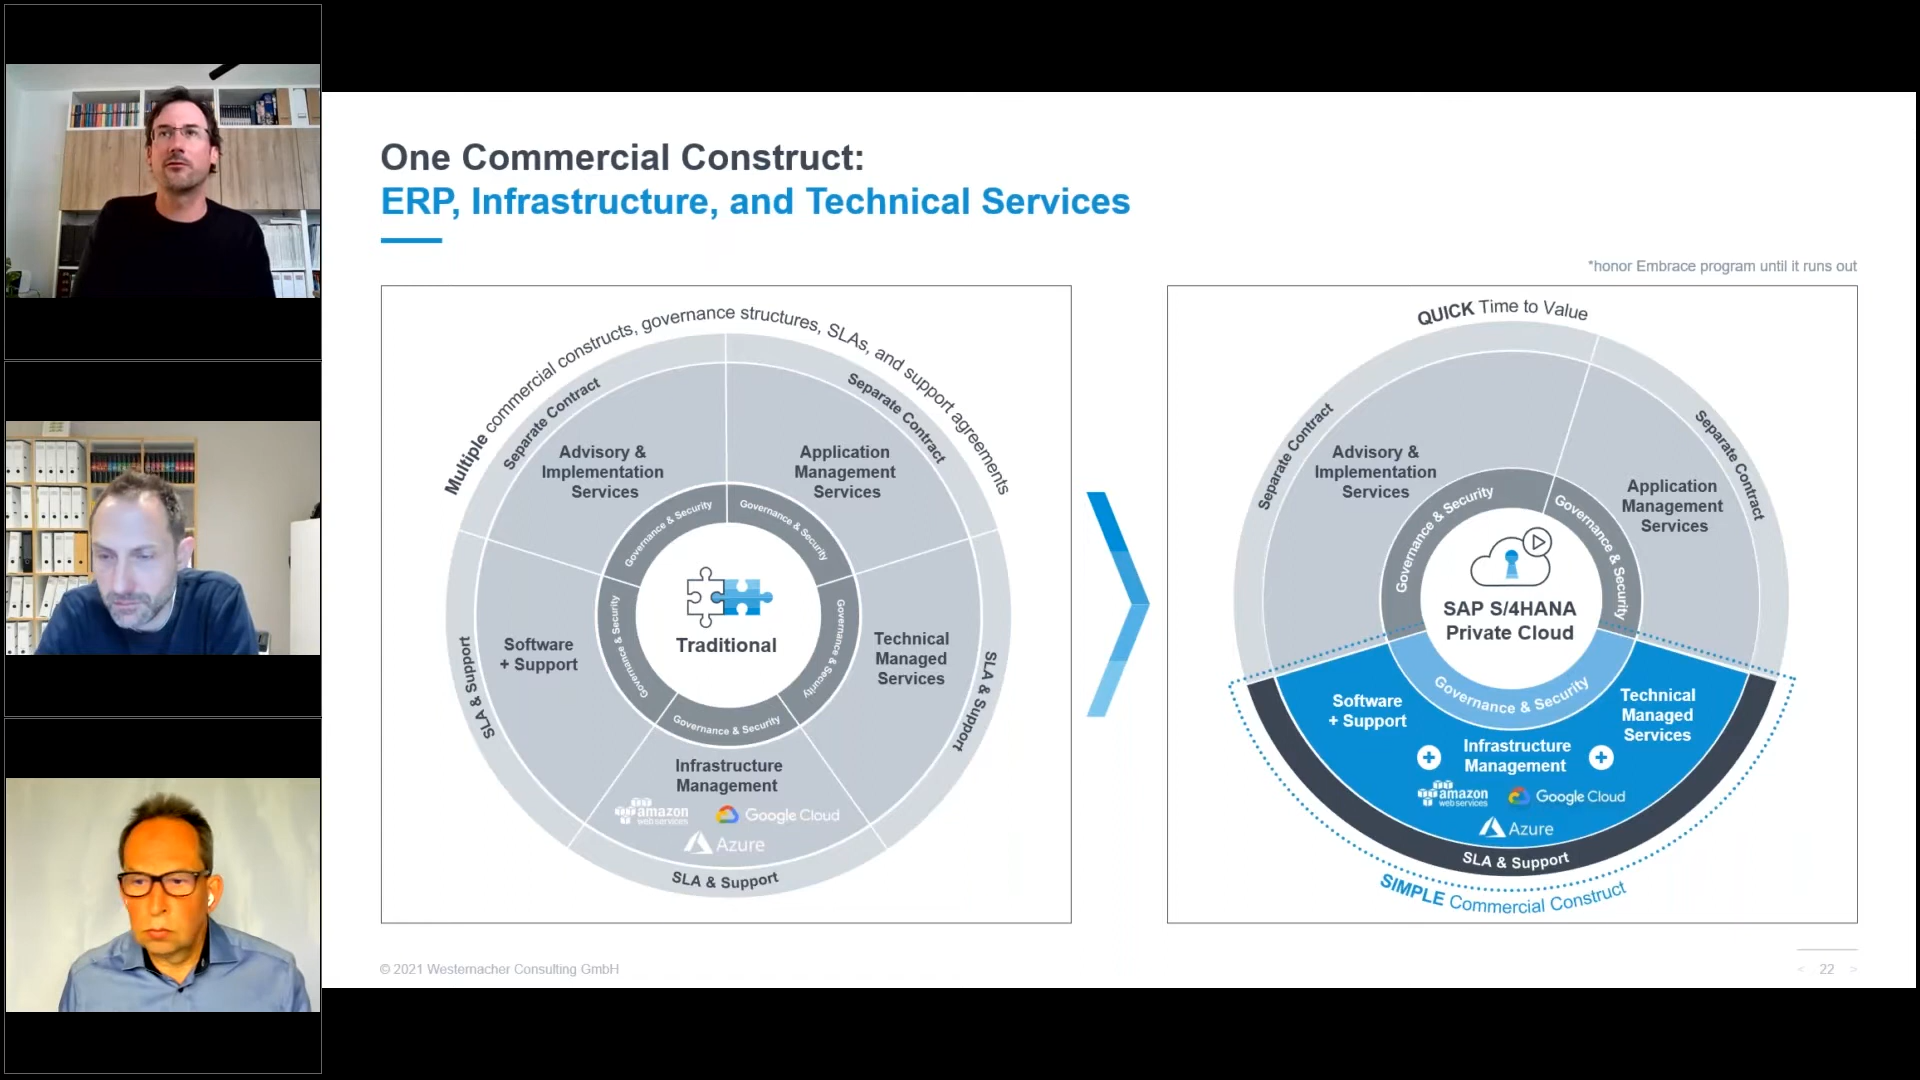 One Commercial Construct:
ERP, Infrastructure, and Technical Services
*honor Embrace program until it runs out
Multiple commercial constructs, governance structures, SLAs, and support agreements
Separate Contract
Separate Contract
Advisory &
Implementation
Services
Application
Management
Services
Governance & Security
Governance & Security
Traditional
Software
+ Support
Governance & Security
Governance & Security
Technical
Managed
Services
SLA & Support
SLA & Support
Governance & Security
Infrastructure
Management
amazon
webservices
Google Cloud
Azure
SLA & Support
QUICK Time to Value
Separate Contract
Separate Contract
Advisory &
Implementation
Services
Application
Management
Services
Governance & Security
Governance & Security
SAP S/4HANA
Private Cloud
Governance & Security
Software
+ Support
Technical
Managed
Services
Infrastructure
Management
amazon
webservices
Google Cloud
Azure
SLA & Support
SIMPLE Commercial Construct
© 2021 Westernacher Consulting GmbH
< 22 >